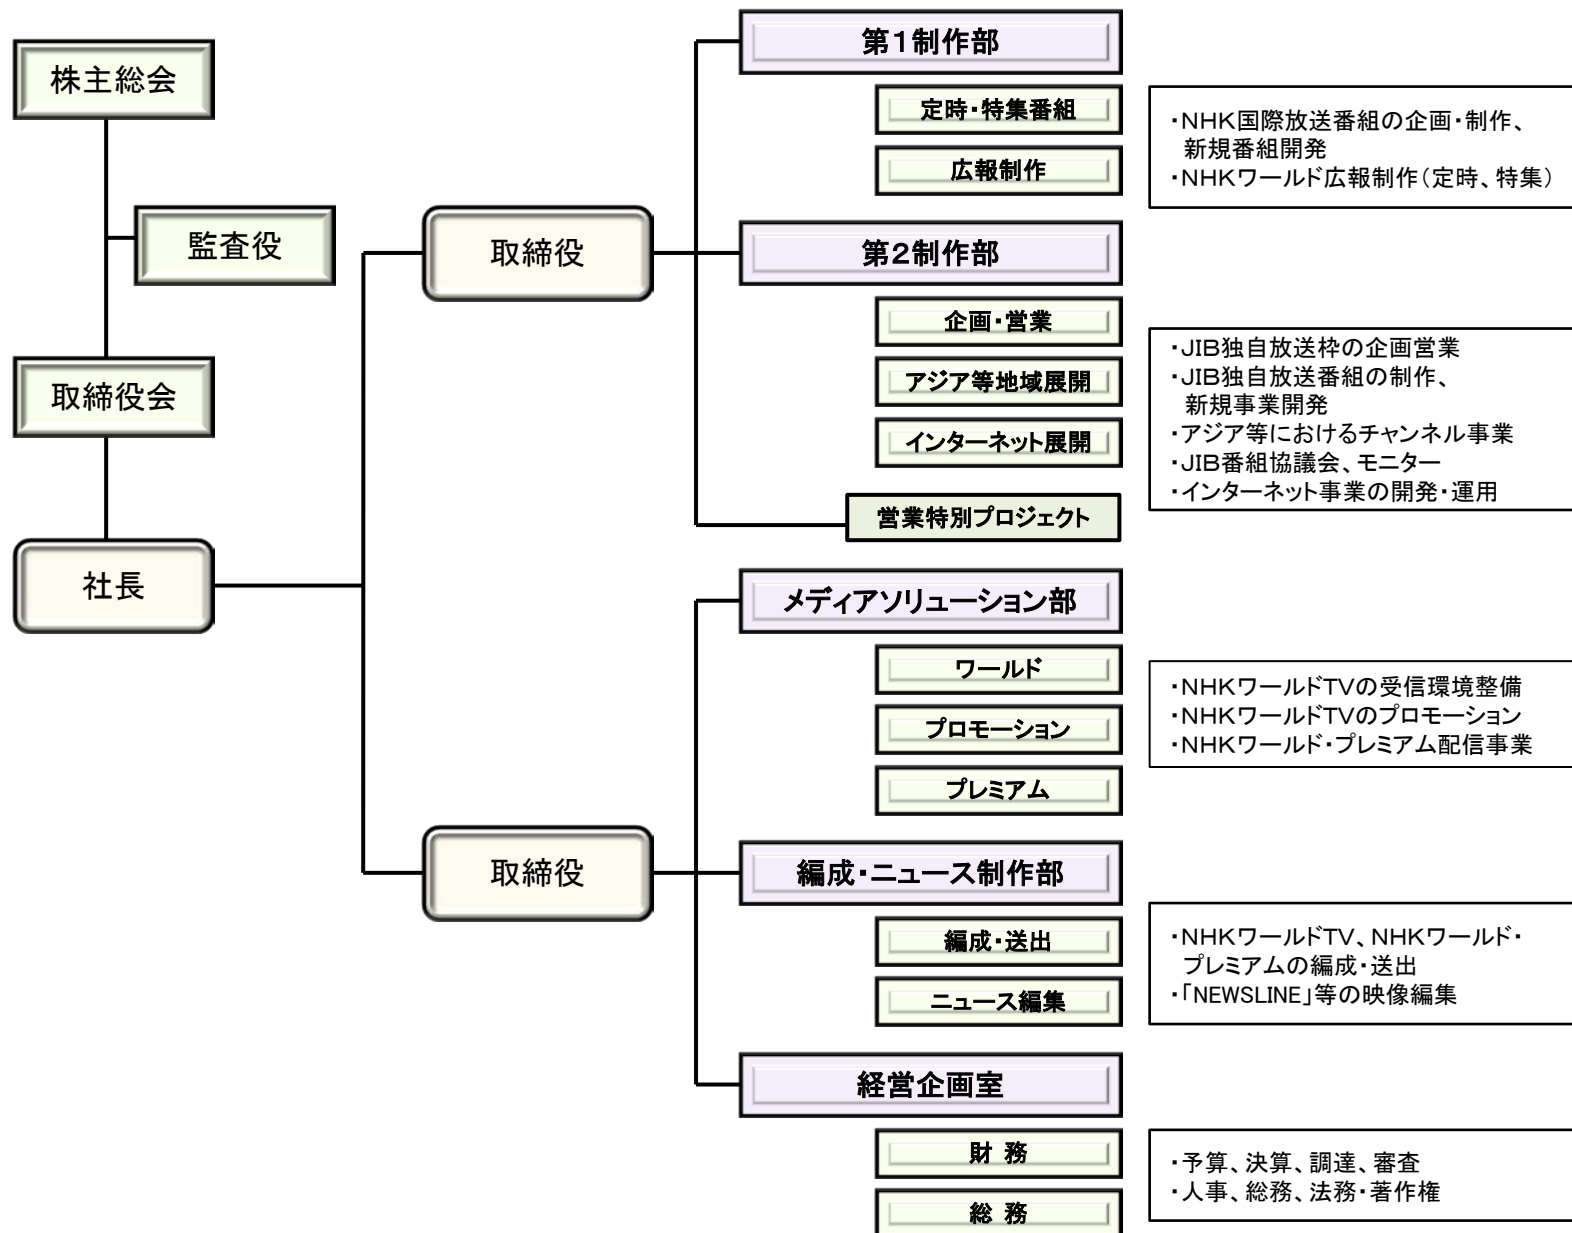 株主総会
監査役
取締役会
社長
取締役
第1制作部
定時・特集番組
広報制作
・NHK国際放送番組の企画・制作、
新規番組開発
・NHKワールド広報制作(定時、特集)
第2制作部
企画・営業
アジア等地域展開
インターネット展開
営業特別プロジェクト
・JIB独自放送枠の企画営業
・JIB独自放送番組の制作、
新規事業開発
・アジア等におけるチャンネル事業
・JIB番組協議会、モニター
・インターネット事業の開発・運用
取締役
メディアソリューション部
ワールド
プロモーション
プレミアム
・NHKワールドTVの受信環境整備
・NHKワールドTVのプロモーション
・NHKワールド・プレミアム配信事業
編成・ニュース制作部
編成・送出
ニュース編集
・NHKワールドTV、NHKワールド・
プレミアムの編成・送出
・「NEWSLINE」等の映像編集
経営企画室
財 務
総 務
・予算、決算、調達、審査
・人事、総務、法務・著作権